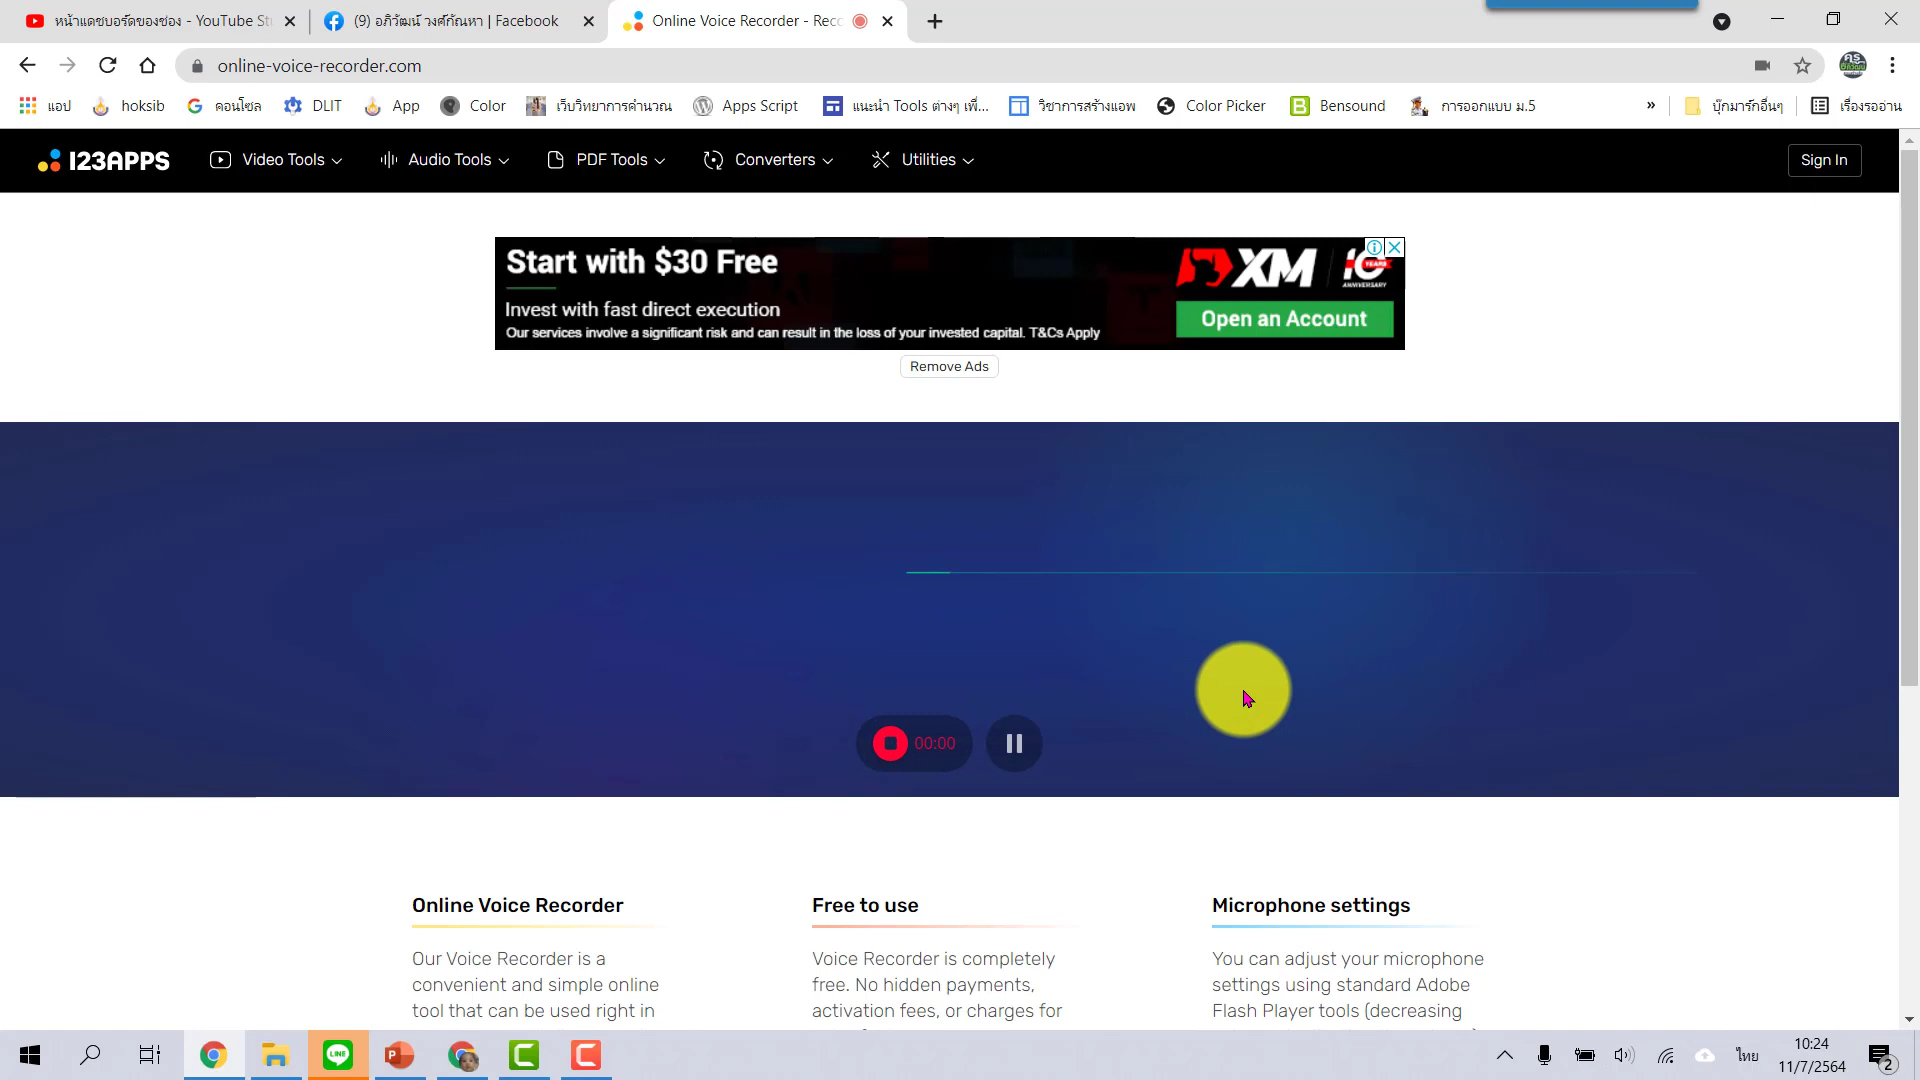 หน้าแดชบอร์ดของช่อง - YouTube St
(9) อภิวัฒน์ วงศ์กัณหา | Facebook
Online Voice Recorder - Rec
online-voice-recorder.com
แอป
hoksib
คอนโซล
DLIT
App
Color
เว็บวิทยาการคำนวณ
Apps Script
แนะนำ Tools ต่างๆ เพื่...
วิชาการสร้างแอพ
Color Picker
Bensound
การออกแบบ ม.5
»
บุ๊กมาร์กอื่นๆ
เรื่องรออ่าน
123APPS
Video Tools
Audio Tools
PDF Tools
Converters
Utilities
Sign In
Start with $30 Free
Invest with fast direct execution
Our services involve a significant risk and can result in the loss of your invested capital. T&Cs Apply
XM
10 YEARS ANNIVERSARY
Open an Account
Remove Ads
00:00
Online Voice Recorder
Our Voice Recorder is a
convenient and simple online
tool that can be used right in
Free to use
Voice Recorder is completely
free. No hidden payments,
activation fees, or charges for
Microphone settings
You can adjust your microphone
settings using standard Adobe
Flash Player tools (decreasing
LINE
ไทย
10:24
11/7/2564
2